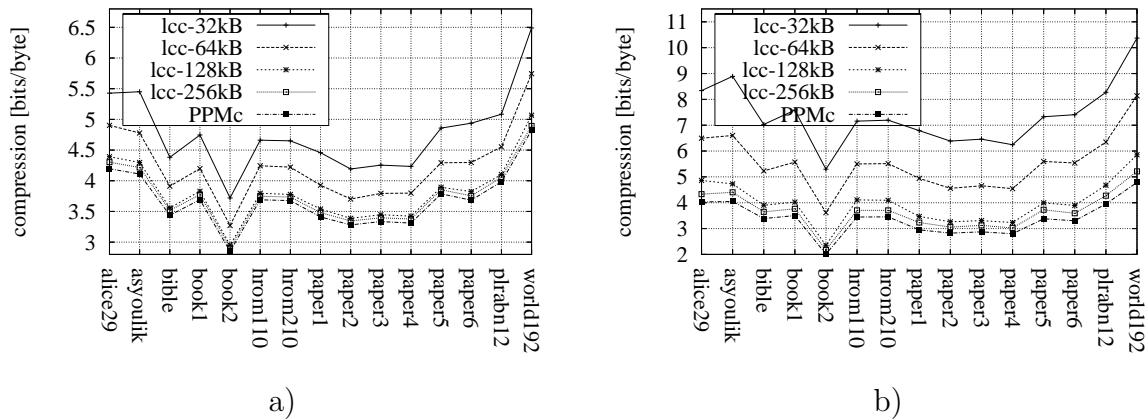 compression [bits/byte]
6.5
6
5.5
5
4.5
4
3.5
3
lcc-32kB
lcc-64kB
lcc-128kB
lcc-256kB
PPMc
alice29
asyoulik
bible
book1
book2
hrom110
hrom210
paper1
paper2
paper3
paper4
paper5
paper6
plrabn12
world192
a)
compression [bits/byte]
11
10
9
8
7
6
5
4
3
2
lcc-32kB
lcc-64kB
lcc-128kB
lcc-256kB
PPMc
alice29
asyoulik
bible
book1
book2
hrom110
hrom210
paper1
paper2
paper3
paper4
paper5
paper6
plrabn12
world192
b)